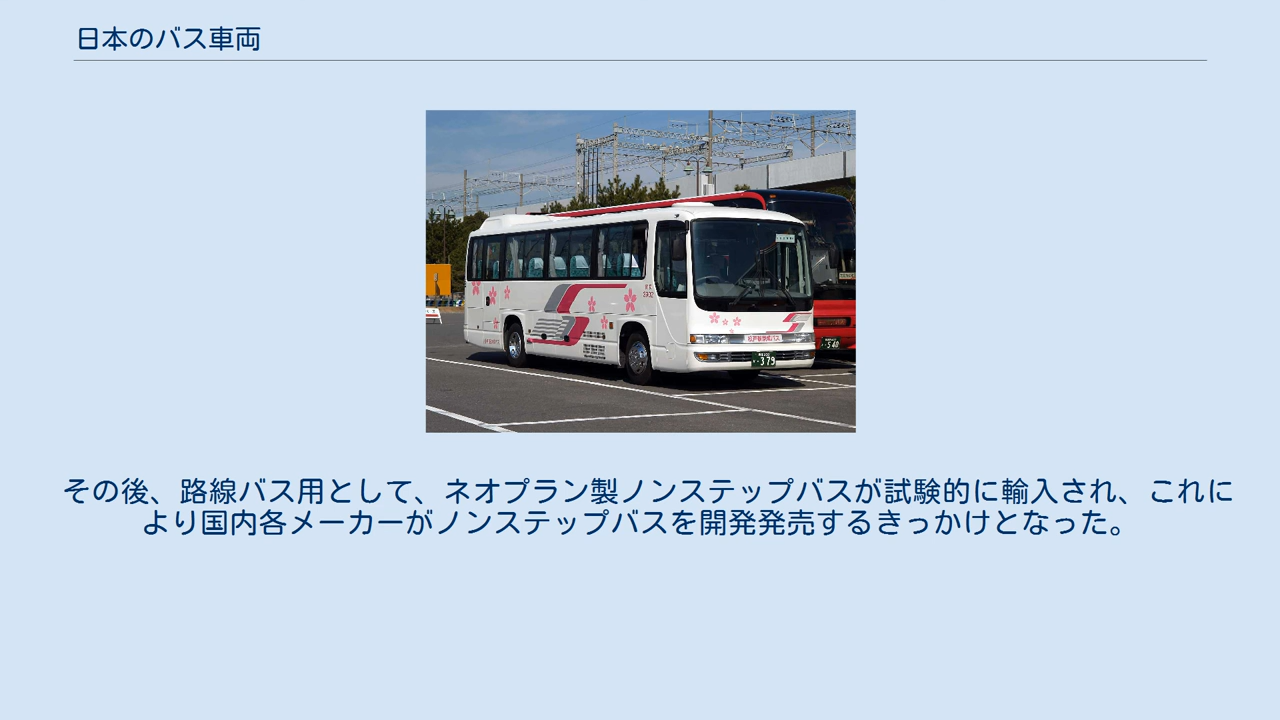 日本のバス車両
379
540
その後、路線バス用として、ネオプラン製ノンステップバスが試験的に輸入され、これに
より国内各メーカーがノンステップバスを開発発売するきっかけとなった。